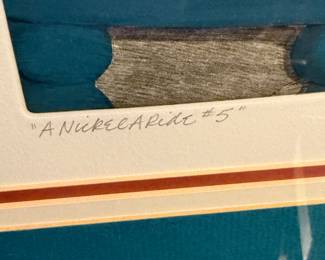 "A NICKEL A RIDE #5"